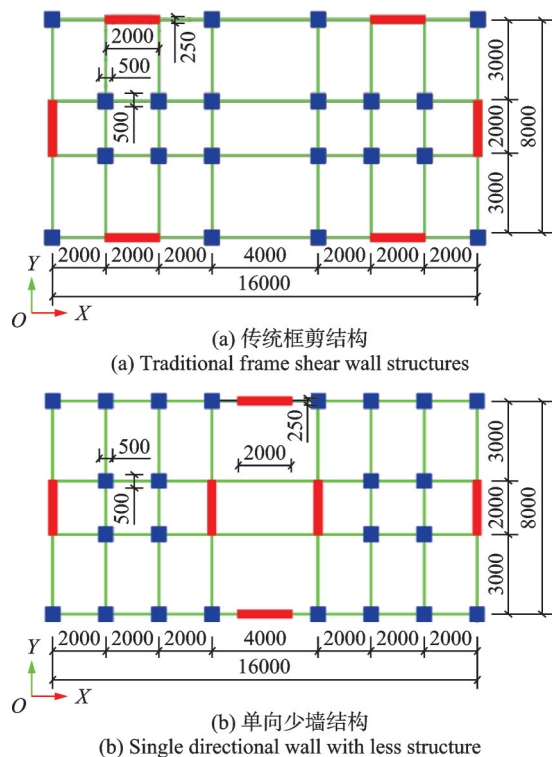 2000
250
500
500
3000
2000
3000
8000
2000 2000 2000 4000 2000 2000 2000
16000
Y
O X
(a) 传统框剪结构
(a) Traditional frame shear wall structures
250
500
2000
500
3000
2000
3000
8000
2000 2000 2000 4000 2000 2000 2000
16000
Y
O X
(b) 单向少墙结构
(b) Single directional wall with less structure